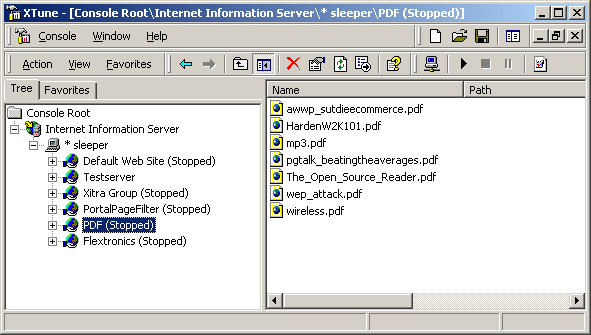 XTune - [Console Root\Internet Information Server\* sleeper\PDF (Stopped)]
Console Window Help
Action View Favorites
Tree Favorites
Console Root
Internet Information Server
* sleeper
Default Web Site (Stopped)
Testserver
Xitra Group (Stopped)
PortalPageFilter (Stopped)
PDF (Stopped)
Flextronics (Stopped)
Name Path
awwp_sutdieecommerce.pdf
HardenW2K101.pdf
mp3.pdf
pgtalk_beatingtheaverages.pdf
The_Open_Source_Reader.pdf
wep_attack.pdf
wireless.pdf